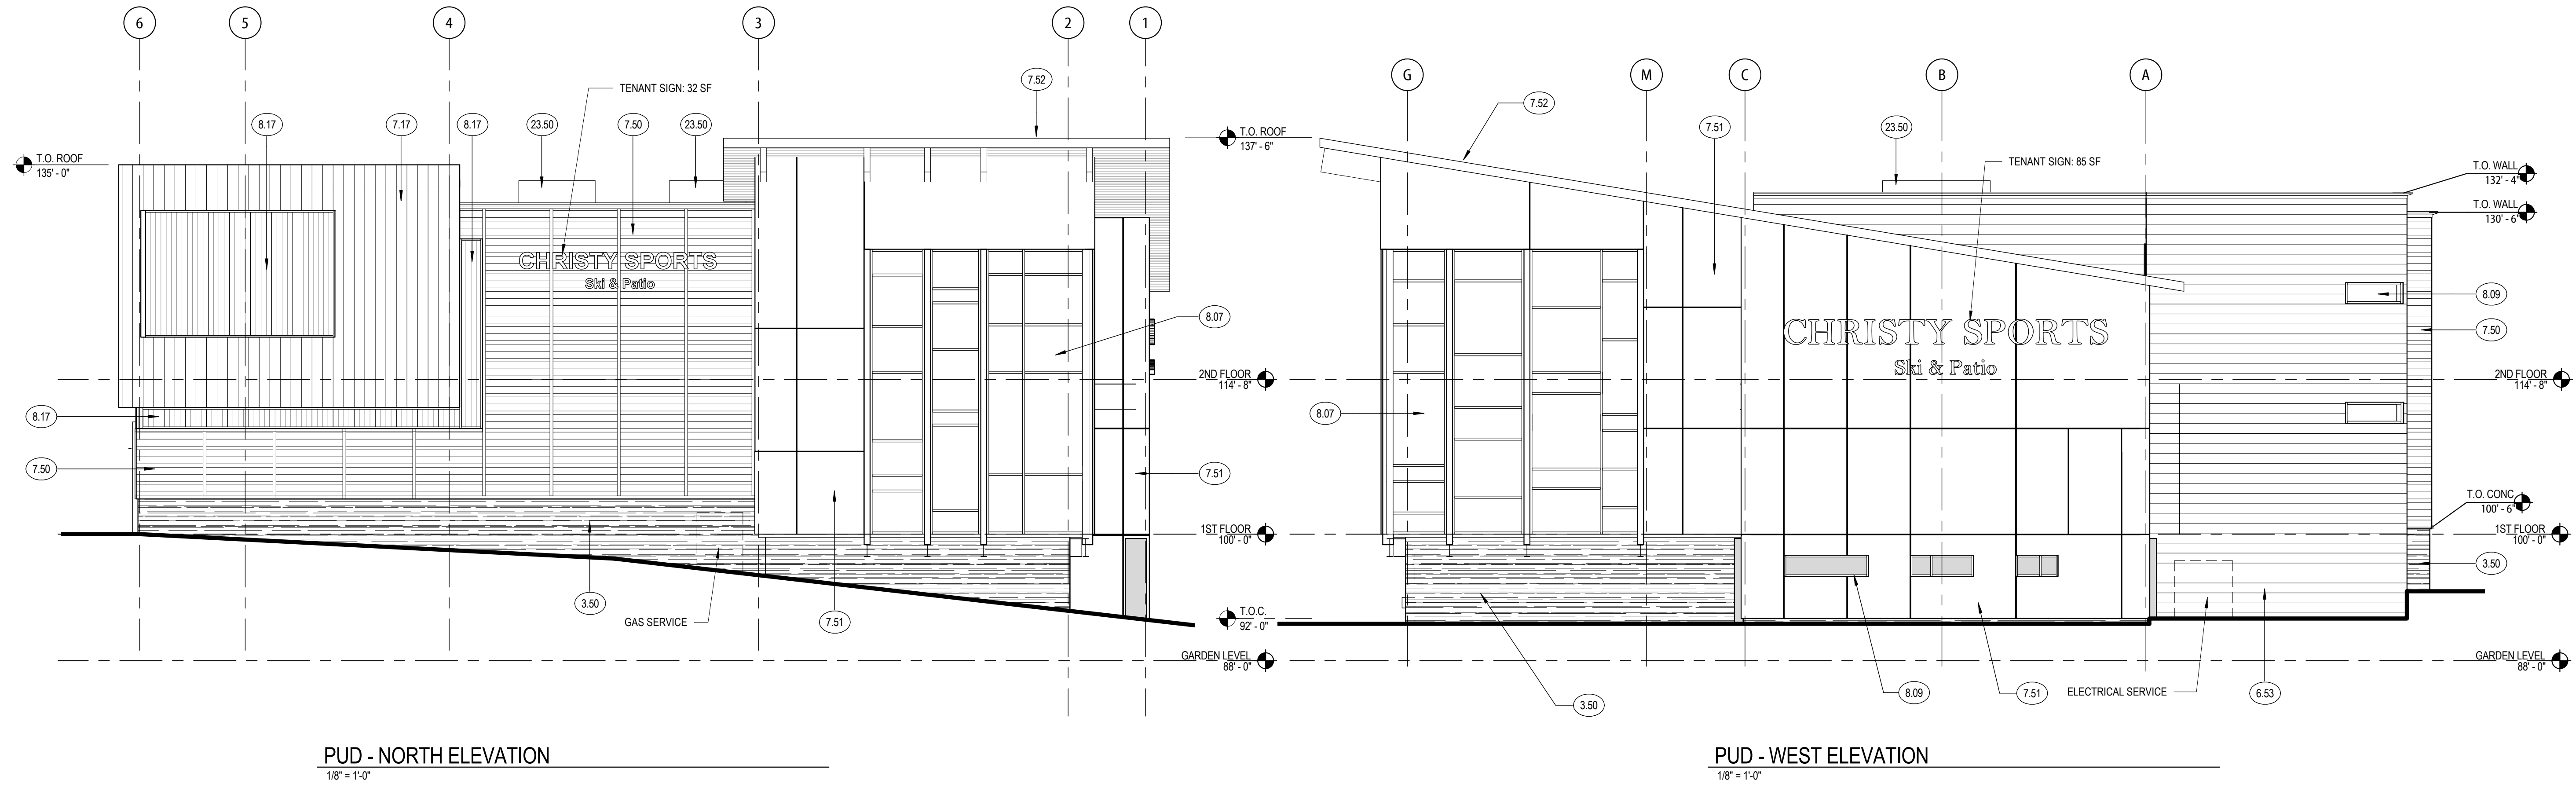 6 5 4 3 2 1
7.52
TENANT SIGN: 32 SF
8.17 7.17 8.17 23.50 7.50 23.50
T.O. ROOF
135' - 0"
CHRISTY SPORTS
Ski & Patio
8.07
8.17
7.50
7.51
3.50
GAS SERVICE
7.51
PUD - NORTH ELEVATION
1/8" = 1'-0"
T.O. ROOF
137' - 6"
2ND FLOOR
114' - 8"
1ST FLOOR
100' - 0"
T.O.C.
92' - 0"
GARDEN LEVEL
88' - 0"
G M C B A
7.52
7.51
23.50
TENANT SIGN: 85 SF
T.O. WALL
132' - 4"
T.O. WALL
130' - 6"
8.09
7.50
CHRISTY SPORTS
Ski & Patio
2ND FLOOR
114' - 8"
8.07
T.O. CONC
100' - 6"
1ST FLOOR
100' - 0"
3.50
GARDEN LEVEL
88' - 0"
3.50
8.09
7.51
ELECTRICAL SERVICE
6.53
PUD - WEST ELEVATION
1/8" = 1'-0"